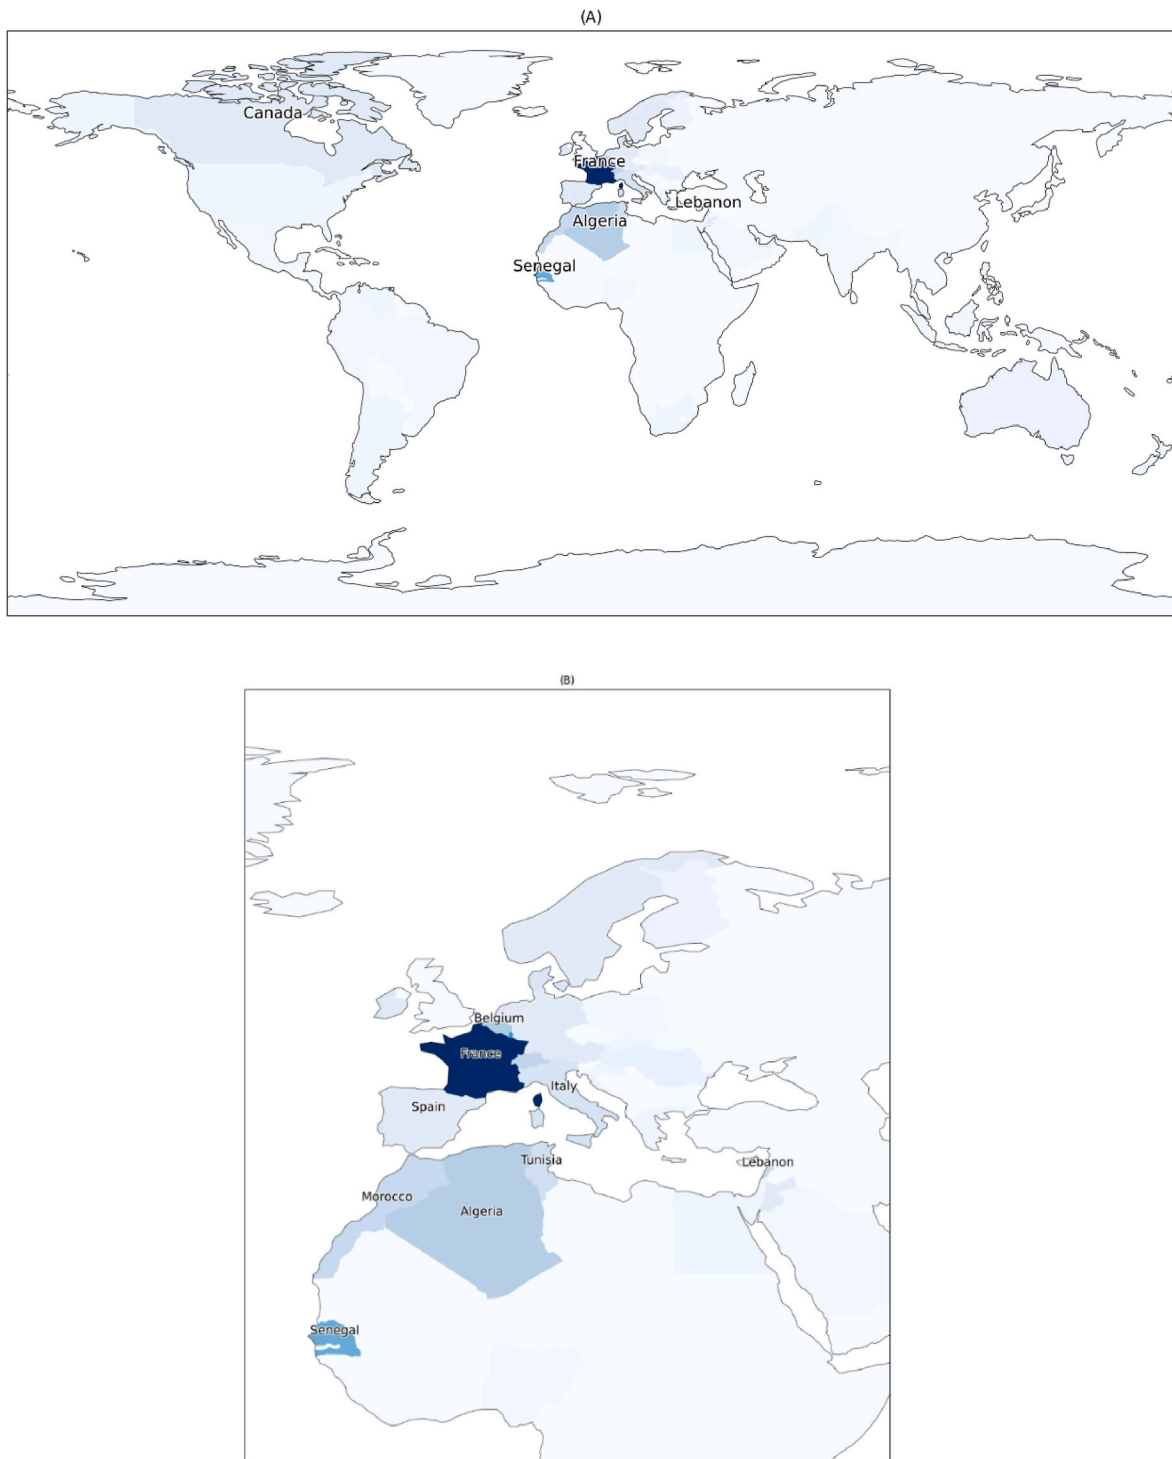 (A)
Canada
France
Lebanon
Algeria
Senegal
(B)
Belgium
France
Italy
Spain
Tunisia
Lebanon
Morocco
Algeria
Senegal